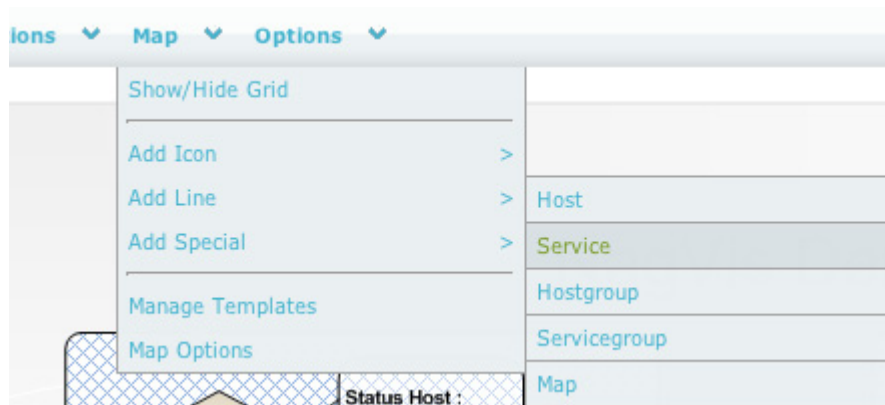 ions Map Options
Show/Hide Grid
Add Icon >
Add Line >
Host
Add Special >
Service
Hostgroup
Manage Templates
Servicegroup
Map Options
Map
Status Host :